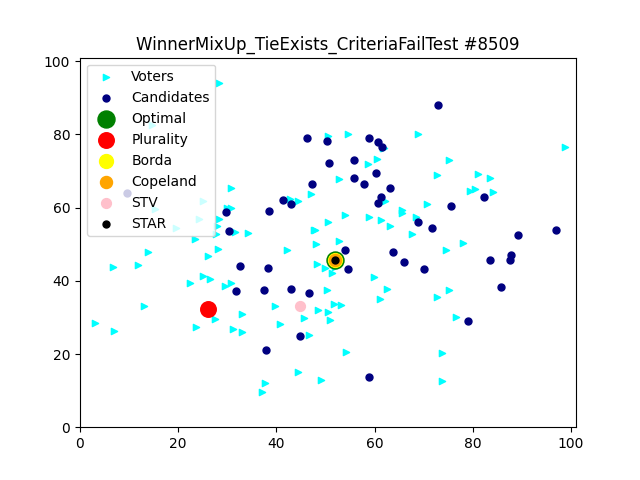 WinnerMixUp_TieExists_CriteriaFailTest #8509
100
80
60
40
20
0
Voters
Candidates
Optimal
Plurality
Borda
Copeland
STV
STAR
0 20 40 60 80 100